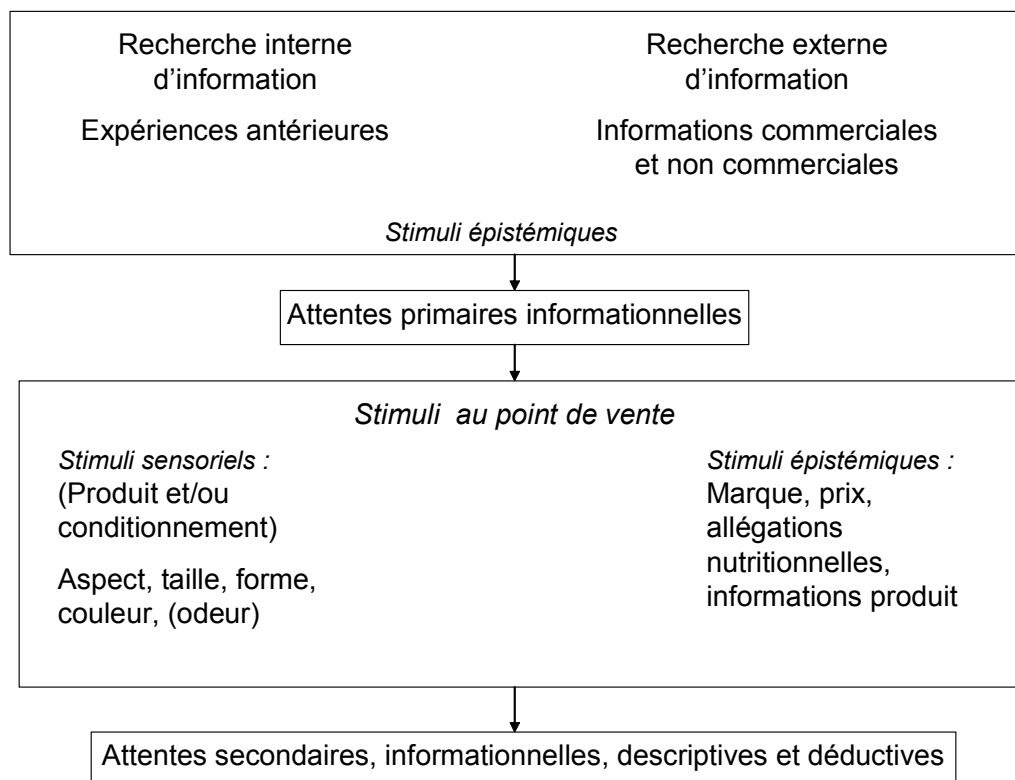 Recherche interne
d’information
Expériences antérieures
Recherche externe
d’information
Informations commerciales
et non commerciales
Stimuli épistémiques
Attentes primaires informationnelles
Stimuli au point de vente
Stimuli sensoriels :
(Produit et/ou
conditionnement)
Aspect, taille, forme,
couleur, (odeur)
Stimuli épistémiques :
Marque, prix,
allégations
nutritionnelles,
informations produit
Attentes secondaires, informationnelles, descriptives et déductives